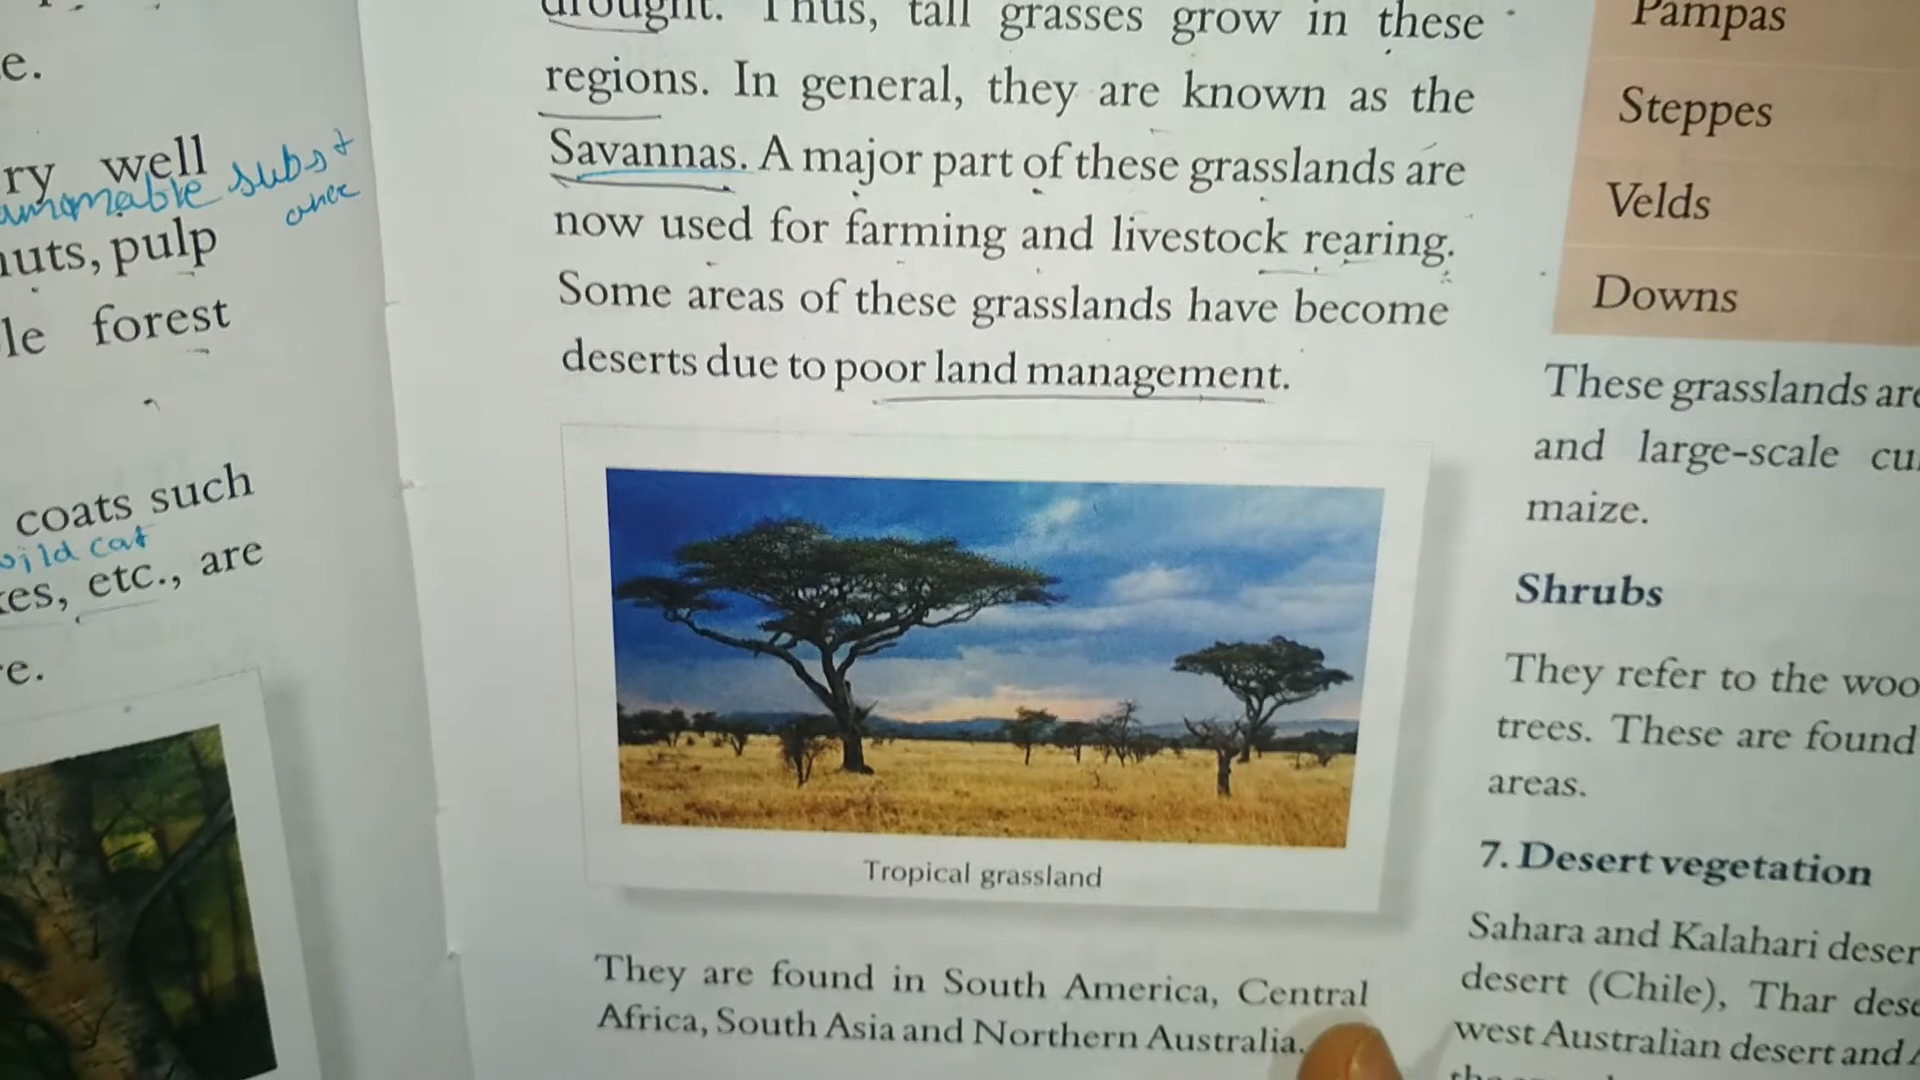 e.
well
subst
ance
nuts, pulp
forest
coats such
wild cat
etc., are
drought. Thus, tall grasses grow in these
regions. In general, they are known as the
Savannas. A major part of these grasslands are
now used for farming and livestock rearing.
Some areas of these grasslands have become
deserts due to poor land management.
Tropical grassland
They are found in South America, Central
Africa, South Asia and Northern Australia.
Pampas
Steppes
Velds
Downs
These grasslands are
and large-scale
maize.
Shrubs
They refer to the
trees. These are found
areas.
7. Desert vegetation
Sahara and Kalahari
desert (Chile), Thar
west Australian desert and